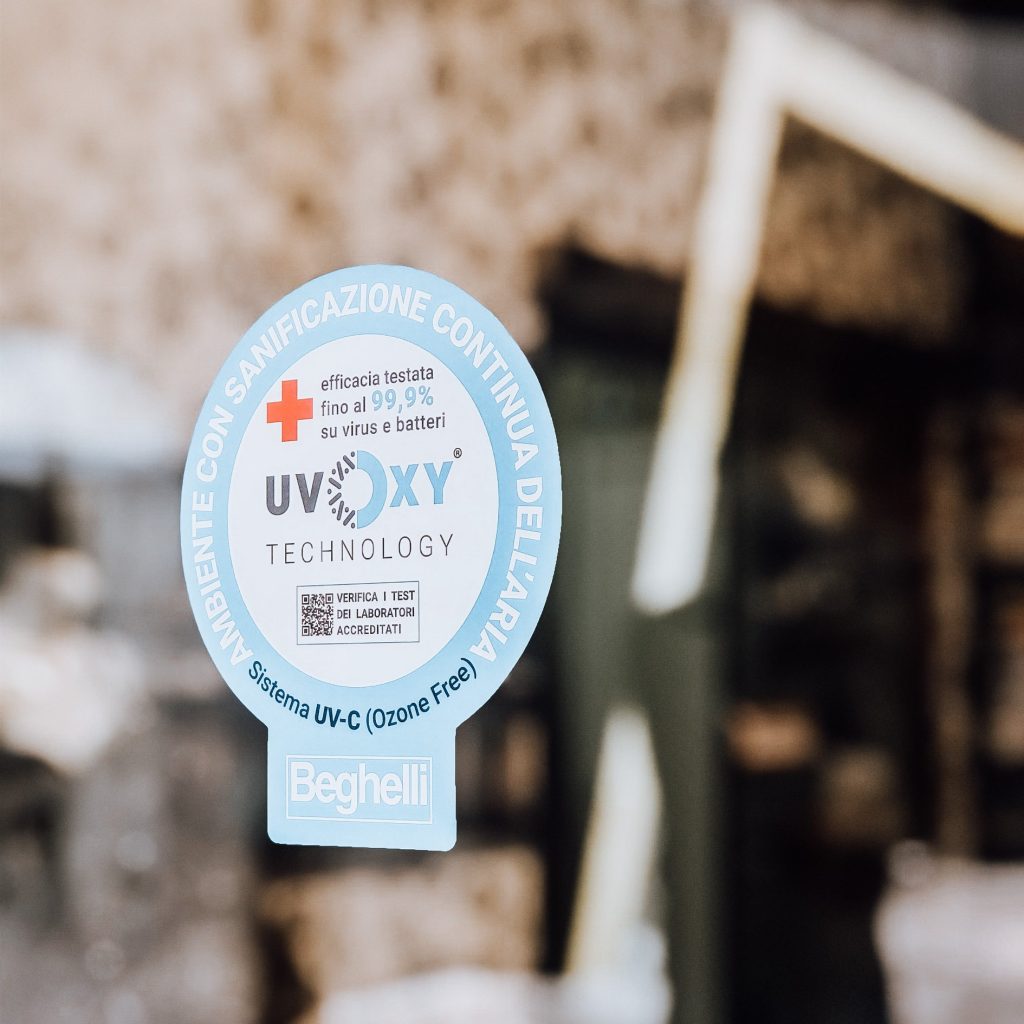 AMBIENTE CON SANIFICAZIONE CONTINUA DELL'ARIA
efficacia testata
fino al 99,9%
su virus e batteri
UVOXY®
TECHNOLOGY
VERIFICA I TEST
DEI LABORATORI
ACCREDITATI
Sistema UV-C (Ozone Free)
Beghelli